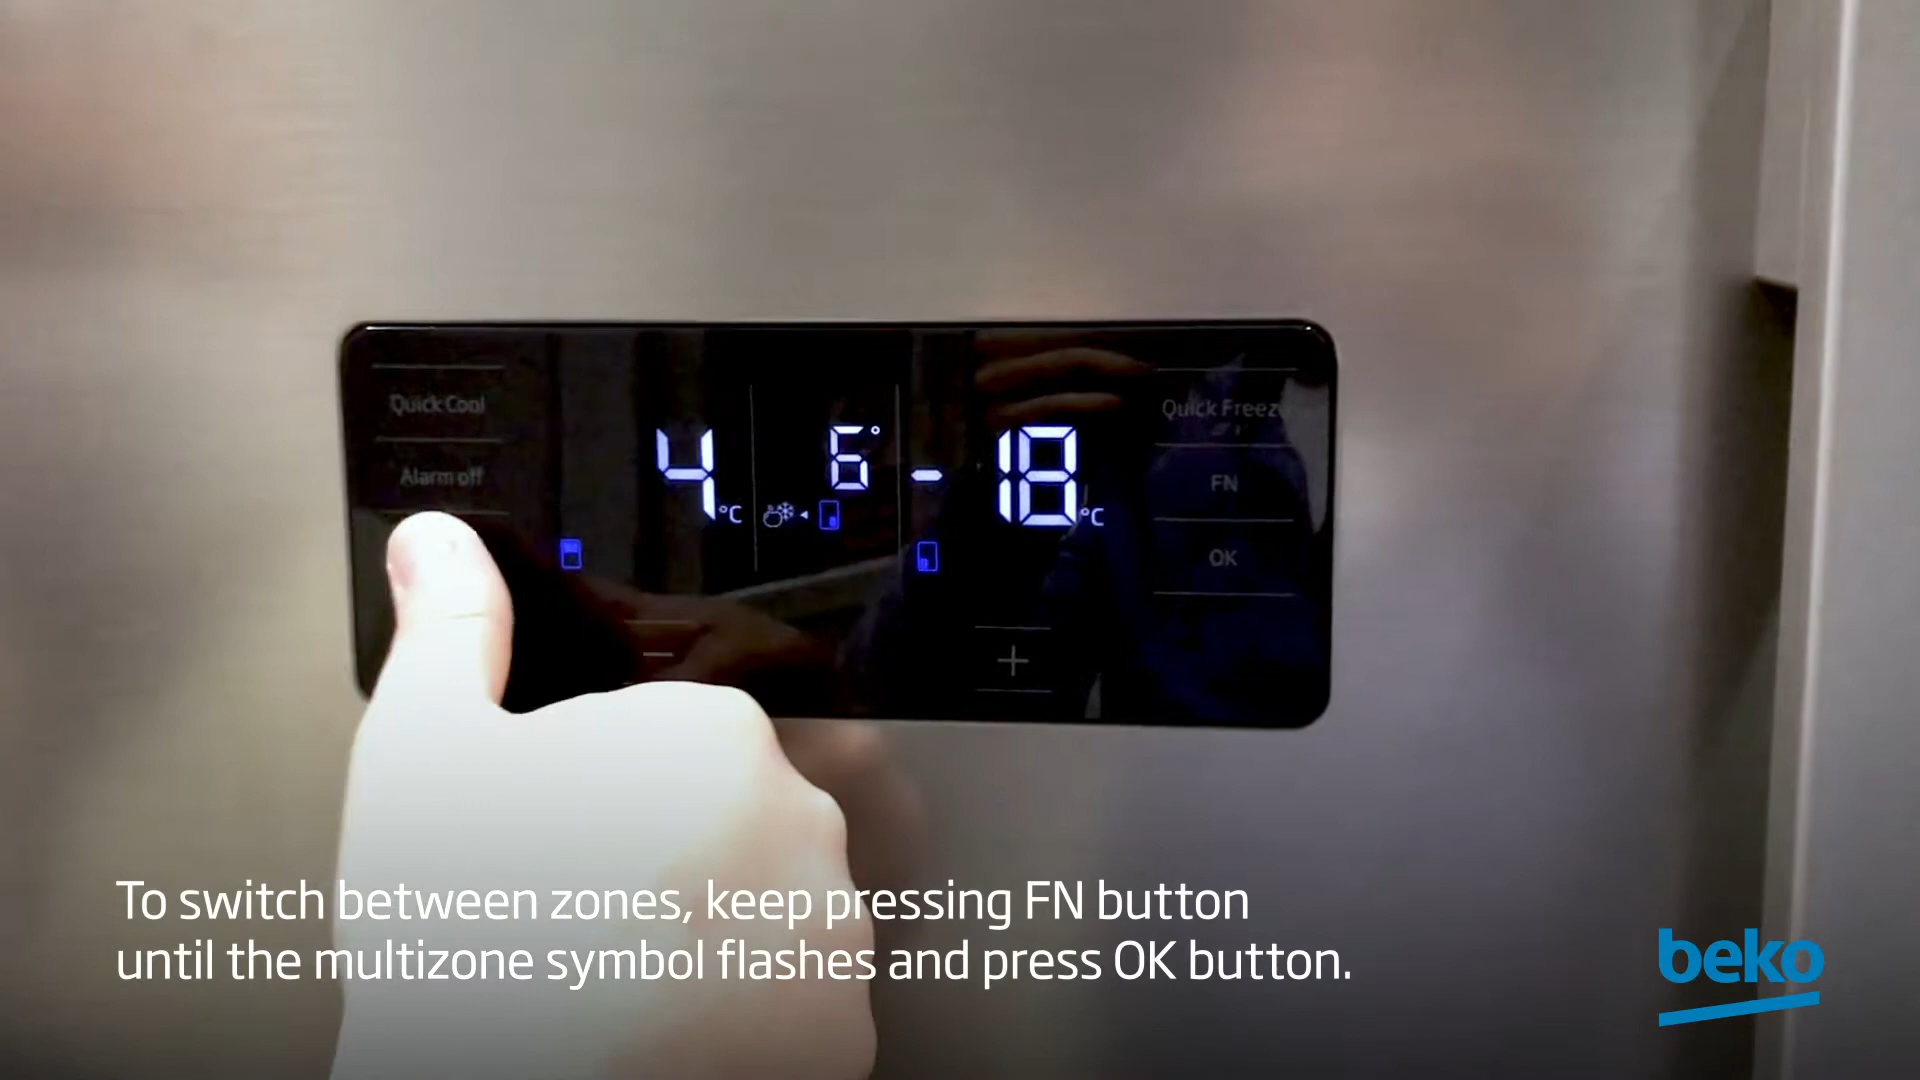 Quick Cool
Alarm off
4 °C
6°
-18 °C
Quick Freeze
FN
OK
−
+
To switch between zones, keep pressing FN button
until the multizone symbol flashes and press OK button.
beko